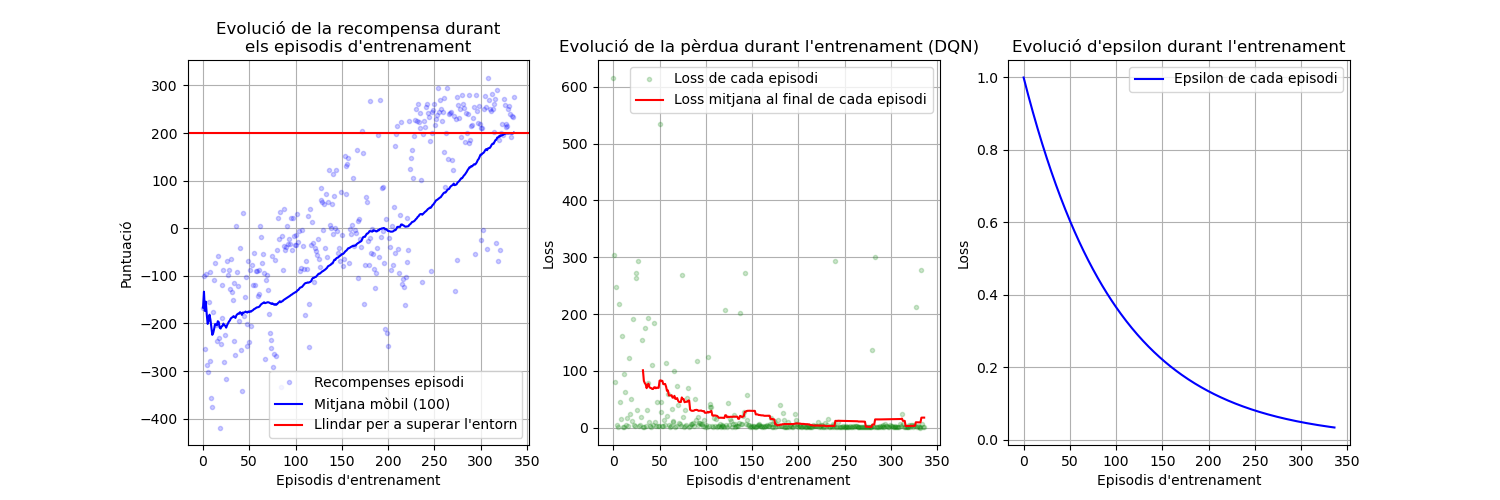 Evolució de la recompensa durant
els episodis d'entrenament
Puntuació
300
200
100
0
−100
−200
−300
−400
Recompenses episodi
Mitjana mòbil (100)
Llindar per a superar l'entorn
0 50 100 150 200 250 300 350
Episodis d'entrenament
Evolució de la pèrdua durant l'entrenament (DQN)
Loss
600
500
400
300
200
100
0
Loss de cada episodi
Loss mitjana al final de cada episodi
0 50 100 150 200 250 300 350
Episodis d'entrenament
Evolució d'epsilon durant l'entrenament
Loss
1.0
0.8
0.6
0.4
0.2
0.0
Epsilon de cada episodi
0 50 100 150 200 250 300 350
Episodis d'entrenament